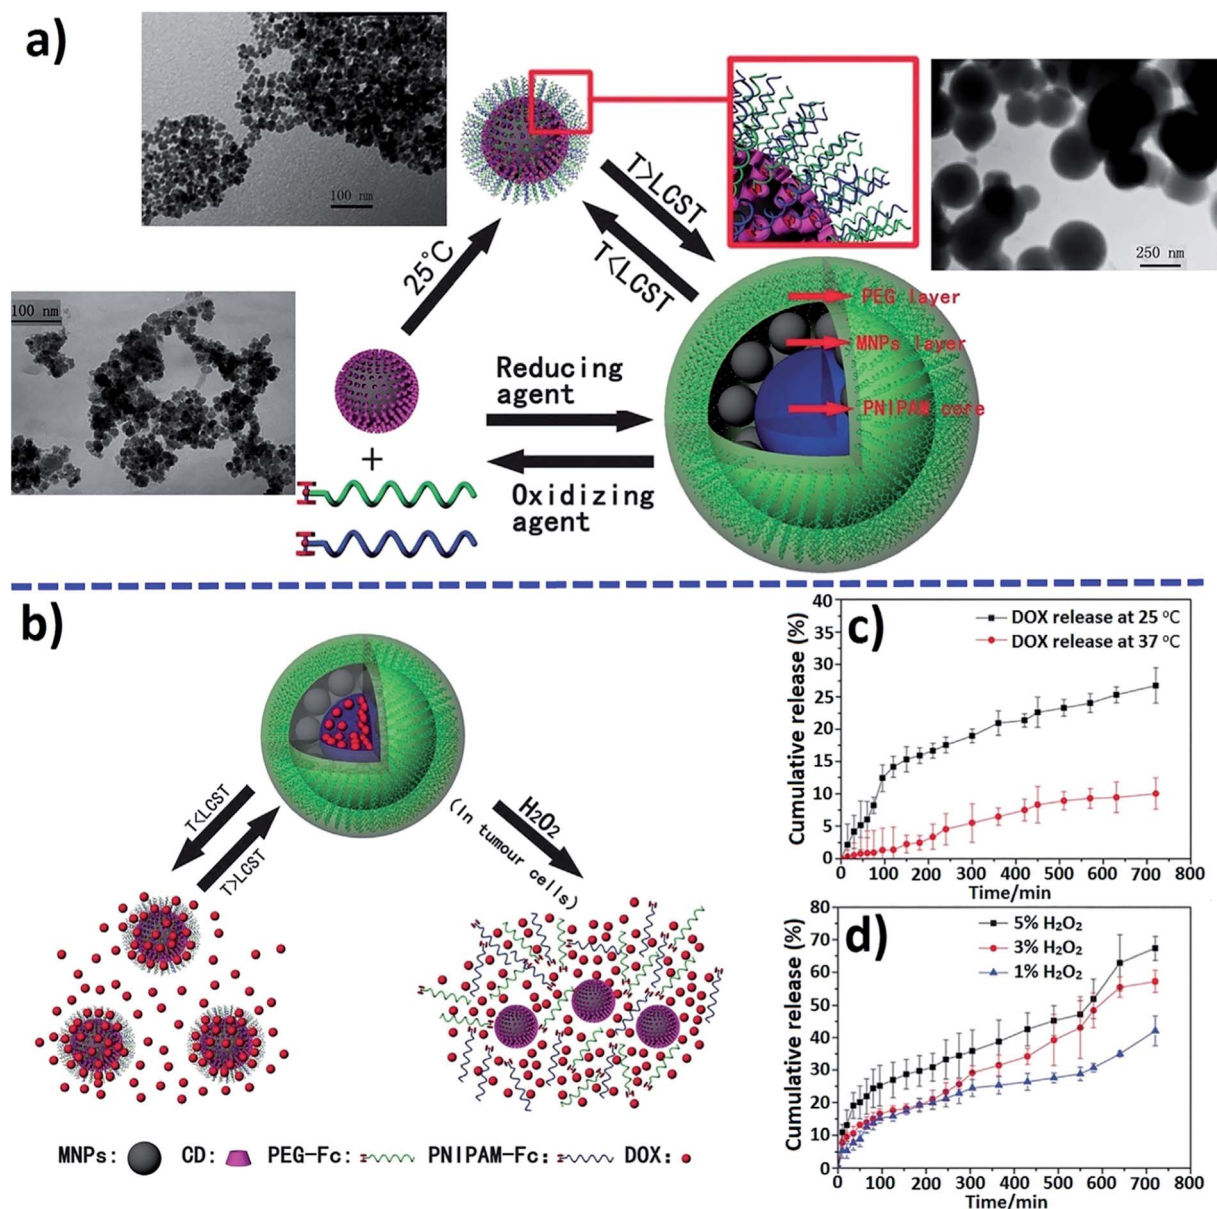 a)
100 nm
T>LCST
T<LCST
25°C
250 nm
100 nm
PEG layer
MNPs layer
PNIPAM core
Reducing
agent
+
Oxidizing
agent
b)
T<LCST
T>LCST
H₂O₂
(In tumour cells)
MNPs:
CD:
PEG-Fc:
PNIPAM-Fc:
DOX:
c)
DOX release at 25 °C
DOX release at 37 °C
Cumulative release (%)
40
35
30
25
20
15
10
5
0
0 100 200 300 400 500 600 700 800
Time/min
d)
5% H₂O₂
3% H₂O₂
1% H₂O₂
Cumulative release (%)
80
70
60
50
40
30
20
10
0
0 100 200 300 400 500 600 700 800
Time/min